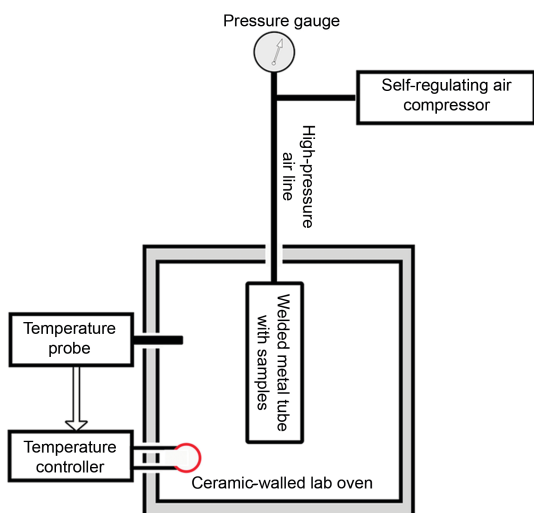 Pressure gauge
Self-regulating air
compressor
High-pressure
air line
Welded metal tube
with samples
Temperature
probe
Temperature
controller
Ceramic-walled lab oven